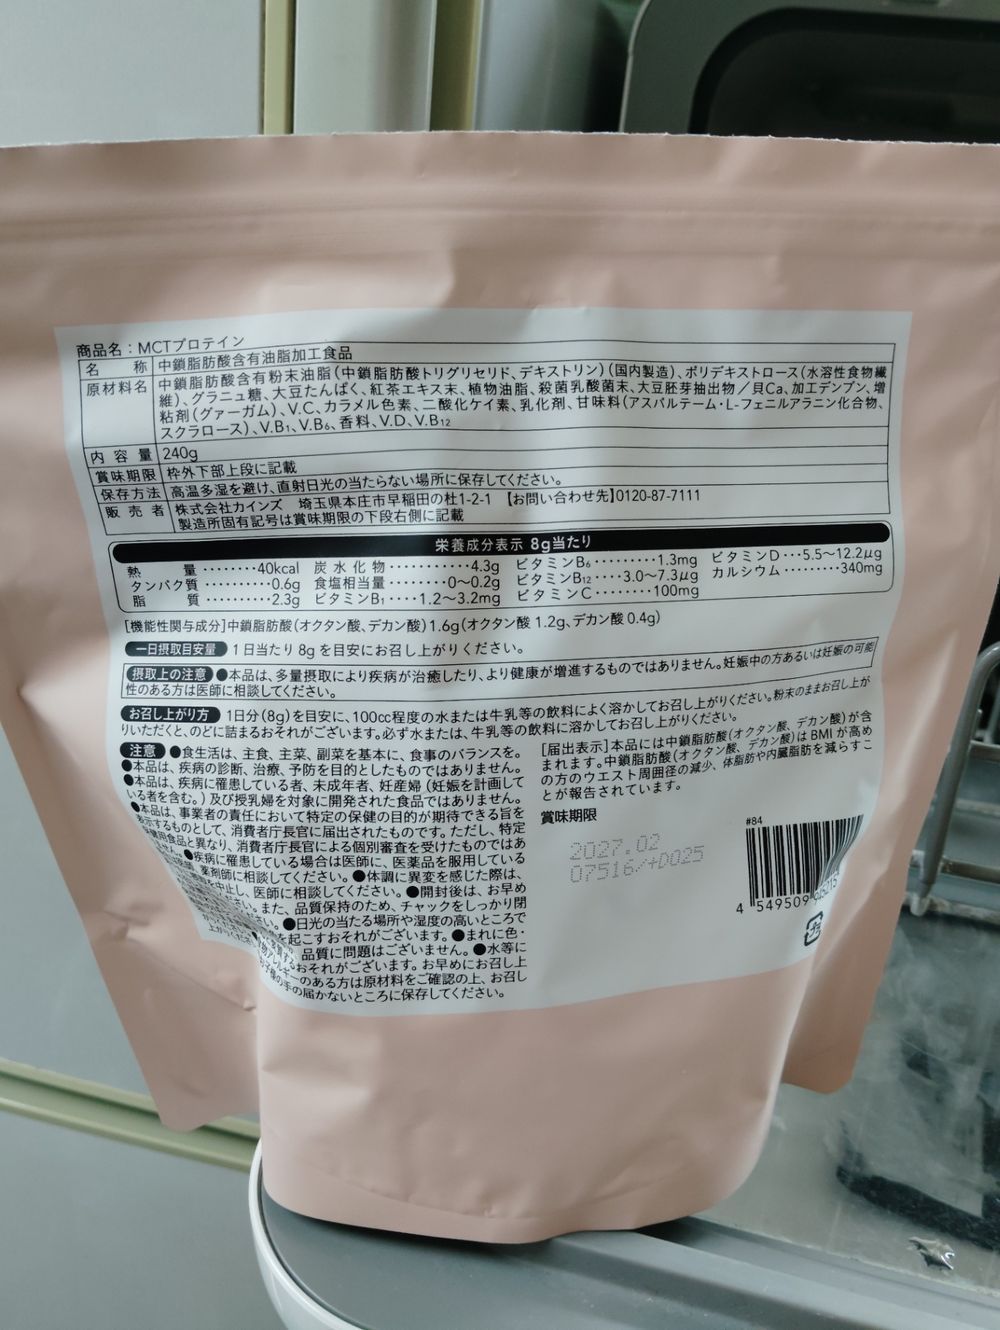 商品名：MCTプロテイン
名称 中鎖脂肪酸含有油脂加工食品
原材料名 中鎖脂肪酸含有粉末油脂(中鎖脂肪酸トリグリセリド、デキストリン)(国内製造)、ポリデキストロース(水溶性食物繊
維)、グラニュ糖、大豆たんぱく、紅茶エキス末、植物油脂、殺菌乳酸菌末、大豆胚芽抽出物／貝Ca、加工デンプン、増
粘剤(グァーガム)、V.C、カラメル色素、二酸化ケイ素、乳化剤、甘味料(アスパルテーム・L-フェニルアラニン化合物、
スクラロース)、V.B₁、V.B₆、香料、V.D、V.B₁₂
内容量 240g
賞味期限 枠外下部上段に記載
保存方法 高温多湿を避け、直射日光の当たらない場所に保存してください。
販売者 株式会社カインズ 埼玉県本庄市早稲田の杜1-2-1 【お問い合わせ先】0120-87-7111
製造所固有記号は賞味期限の下段右側に記載
栄養成分表示 8g当たり
熱量………40kcal 炭水化物………4.3g ビタミンB₆………1.3mg ビタミンD…5.5〜12.2μg
タンパク質………0.6g 食塩相当量………0〜0.2g ビタミンB₁₂…3.0〜7.3μg カルシウム………340mg
脂質………2.3g ビタミンB₁…1.2〜3.2mg ビタミンC………100mg
[機能性関与成分]中鎖脂肪酸(オクタン酸、デカン酸)1.6g(オクタン酸 1.2g、デカン酸 0.4g)
一日摂取目安量 1日当たり 8g を目安にお召し上がりください。
摂取上の注意 ●本品は、多量摂取により疾病が治癒したり、より健康が増進するものではありません。妊娠中の方あるいは妊娠の可能
性のある方は医師に相談してください。
お召し上がり方 1日分(8g)を目安に、100cc程度の水または牛乳等の飲料によく溶かしてお召し上がりください。粉末のままお召し上が
りいただくと、のどに詰まるおそれがございます。必ず水または、牛乳等の飲料に溶かしてお召し上がりください。
注意 ●食生活は、主食、主菜、副菜を基本に、食事のバランスを。
●本品は、疾病の診断、治療、予防を目的としたものではありません。
●本品は、疾病に罹患している者、未成年者、妊産婦(妊娠を計画して
いる者を含む。)及び授乳婦を対象に開発された食品ではありません。
●本品は、事業者の責任において特定の保健の目的が期待できる旨を
表示するものとして、消費者庁長官に届出されたものです。ただし、特定
保健用食品と異なり、消費者庁長官による個別審査を受けたものではあ
せん。●疾病に罹患している場合は医師に、医薬品を服用している
薬剤師に相談してください。●体調に異変を感じた際は、
を中止し、医師に相談してください。●開封後は、お早め
さい。また、品質保持のため、チャックをしっかり閉
い。●日光の当たる場所や湿度の高いところで
を起こすおそれがございます。●まれに色・
品質に問題はございません。●水等に
おそれがございます。お早めにお召し上
ーのある方は原材料をご確認の上、お召し
の手の届かないところに保存してください。
[届出表示]本品には中鎖脂肪酸(オクタン酸、デカン酸)が含
まれます。中鎖脂肪酸(オクタン酸、デカン酸)は BMI が高め
の方のウエスト周囲径の減少、体脂肪や内臓脂肪を減らすこ
とが報告されています。
賞味期限
2027.02
07516/+D025
#84
4 549509